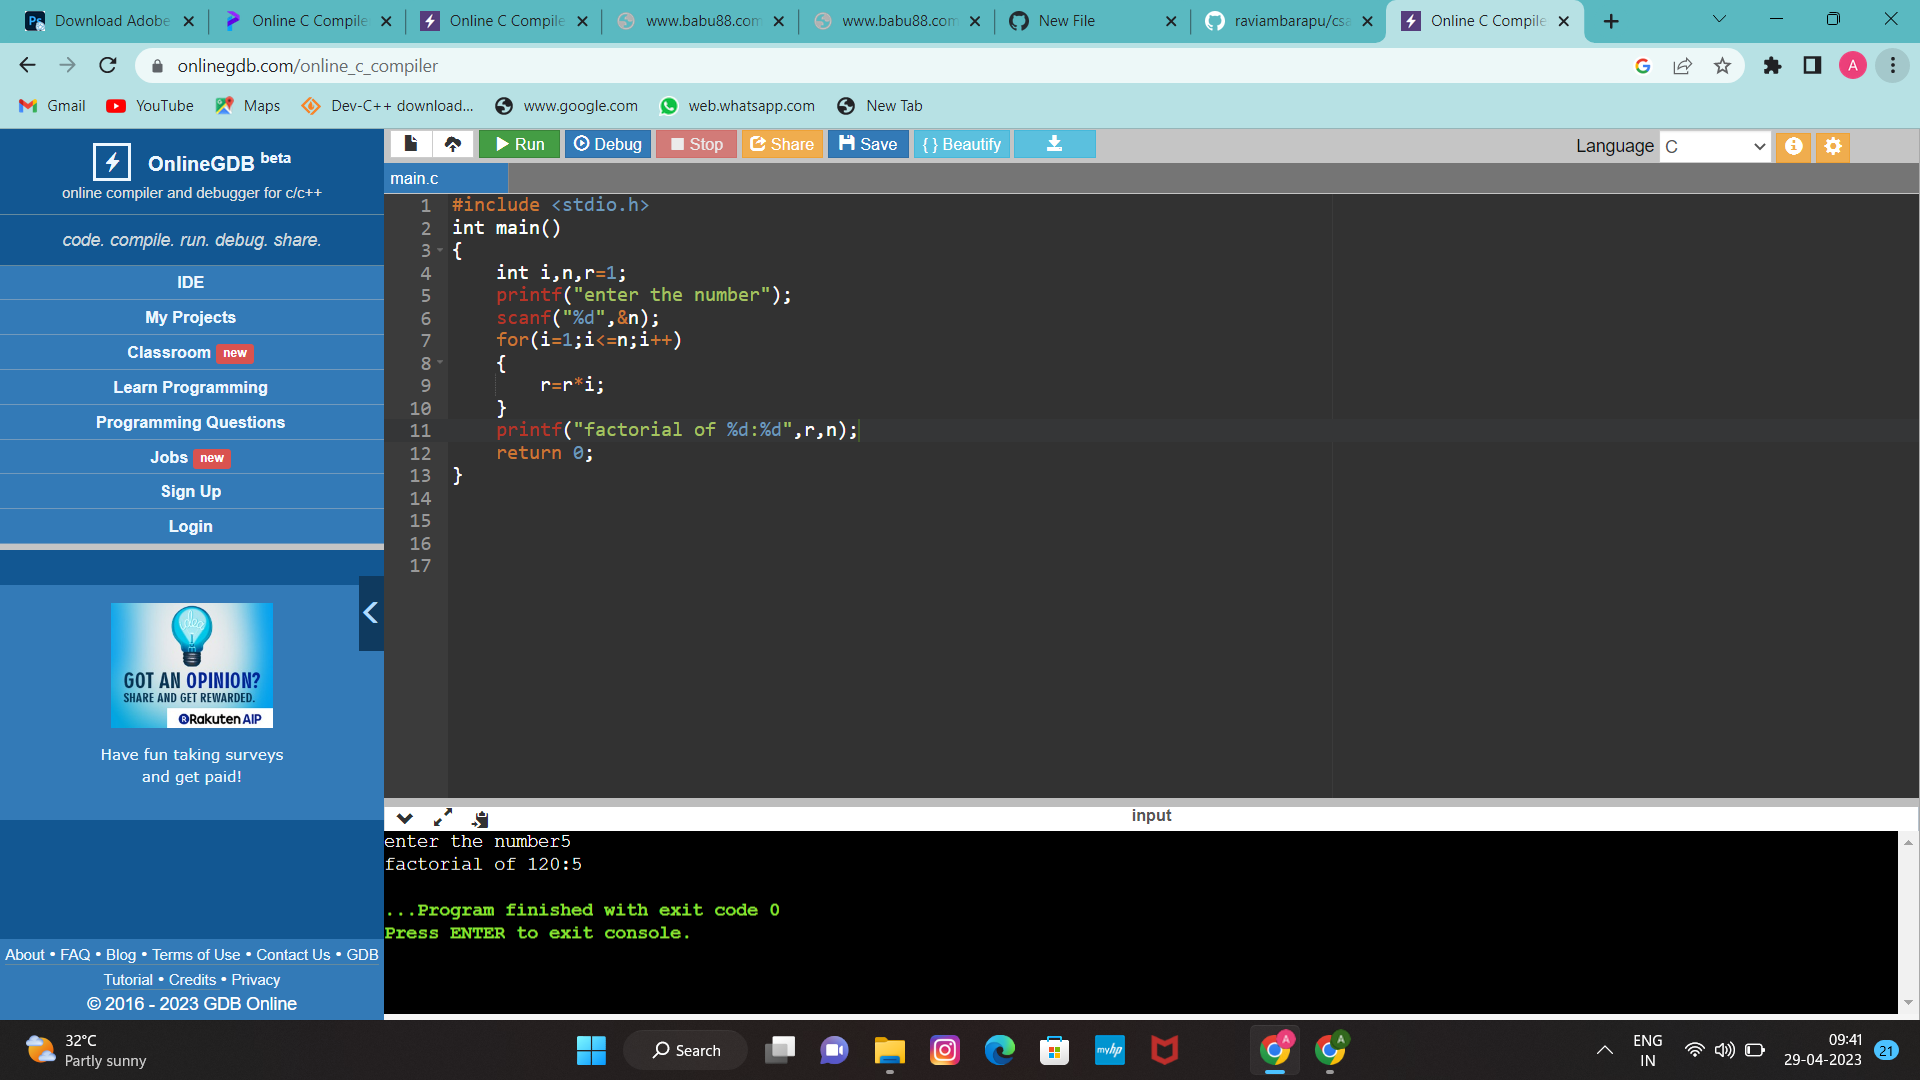 Download Adobe
Online C Compile
Online C Compile
www.babu88.com
www.babu88.com
New File
raviambarapu/csa
Online C Compile
onlinegdb.com/online_c_compiler
A
Gmail
YouTube
Maps
Dev-C++ download...
www.google.com
web.whatsapp.com
New Tab
OnlineGDB beta
online compiler and debugger for c/c++
code. compile. run. debug. share.
IDE
My Projects
Classroom new
Learn Programming
Programming Questions
Jobs new
Sign Up
Login
GOT AN OPINION?
SHARE AND GET REWARDED.
Rakuten AIP
Have fun taking surveys
and get paid!
About • FAQ • Blog • Terms of Use • Contact Us • GDB
Tutorial • Credits • Privacy
© 2016 - 2023 GDB Online
Run
Debug
Stop
Share
Save
{ } Beautify
Language C
main.c
1 #include <stdio.h>
2 int main()
3 {
4 int i,n,r=1;
5 printf("enter the number");
6 scanf("%d",&n);
7 for(i=1;i<=n;i++)
8 {
9 r=r*i;
10 }
11 printf("factorial of %d:%d",r,n);
12 return 0;
13 }
14
15
16
17
input
enter the number5
factorial of 120:5
...Program finished with exit code 0
Press ENTER to exit console.
32°C
Partly sunny
Search
myhp
A
A
ENG
IN
09:41
29-04-2023
21